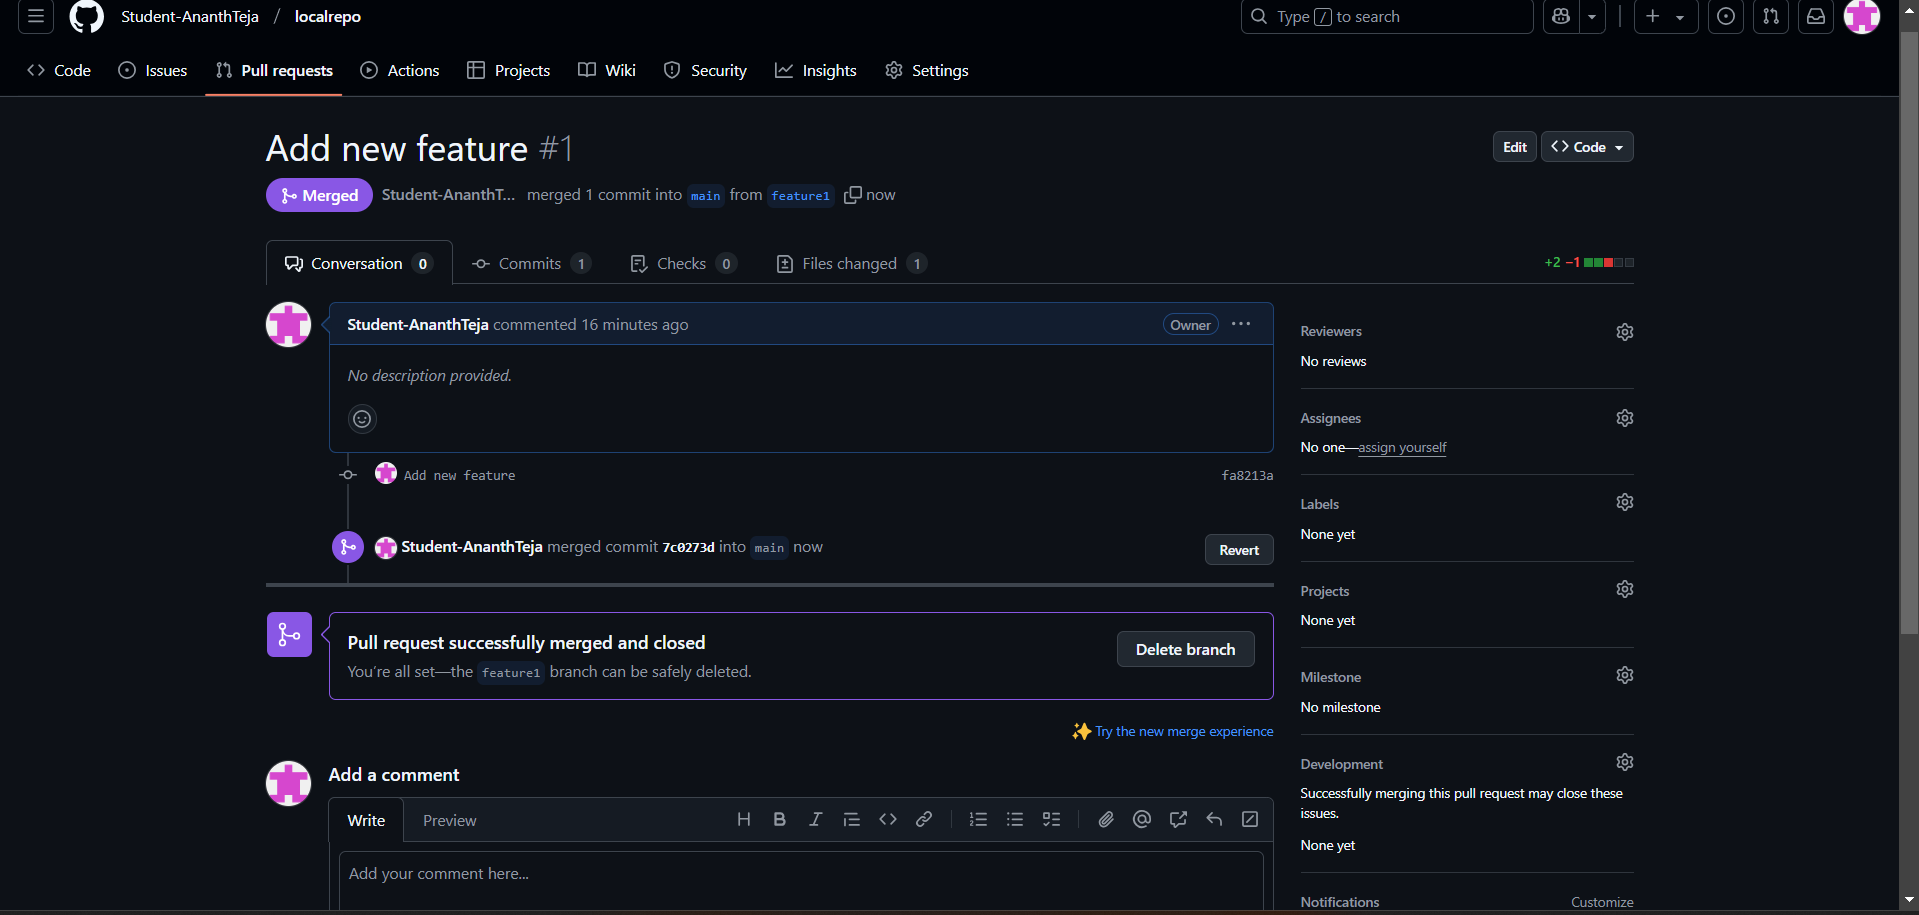 Student-AnanthTeja / localrepo
Type / to search
Code Issues Pull requests Actions Projects Wiki Security Insights Settings
Add new feature #1
Edit Code
Merged Student-AnanthT... merged 1 commit into main from feature1 now
Conversation 0 Commits 1 Checks 0 Files changed 1
+2 −1
Student-AnanthTeja commented 16 minutes ago
Owner
No description provided.
Add new feature
fa8213a
Student-AnanthTeja merged commit 7c0273d into main now
Revert
Pull request successfully merged and closed
You're all set—the feature1 branch can be safely deleted.
Delete branch
Try the new merge experience
Add a comment
Write Preview
Add your comment here...
Reviewers
No reviews
Assignees
No one—assign yourself
Labels
None yet
Projects
None yet
Milestone
No milestone
Development
Successfully merging this pull request may close these
issues.
None yet
Notifications Customize